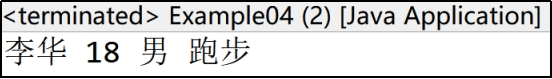 <terminated> Example04 (2) [Java Application]
李华 18 男 跑步